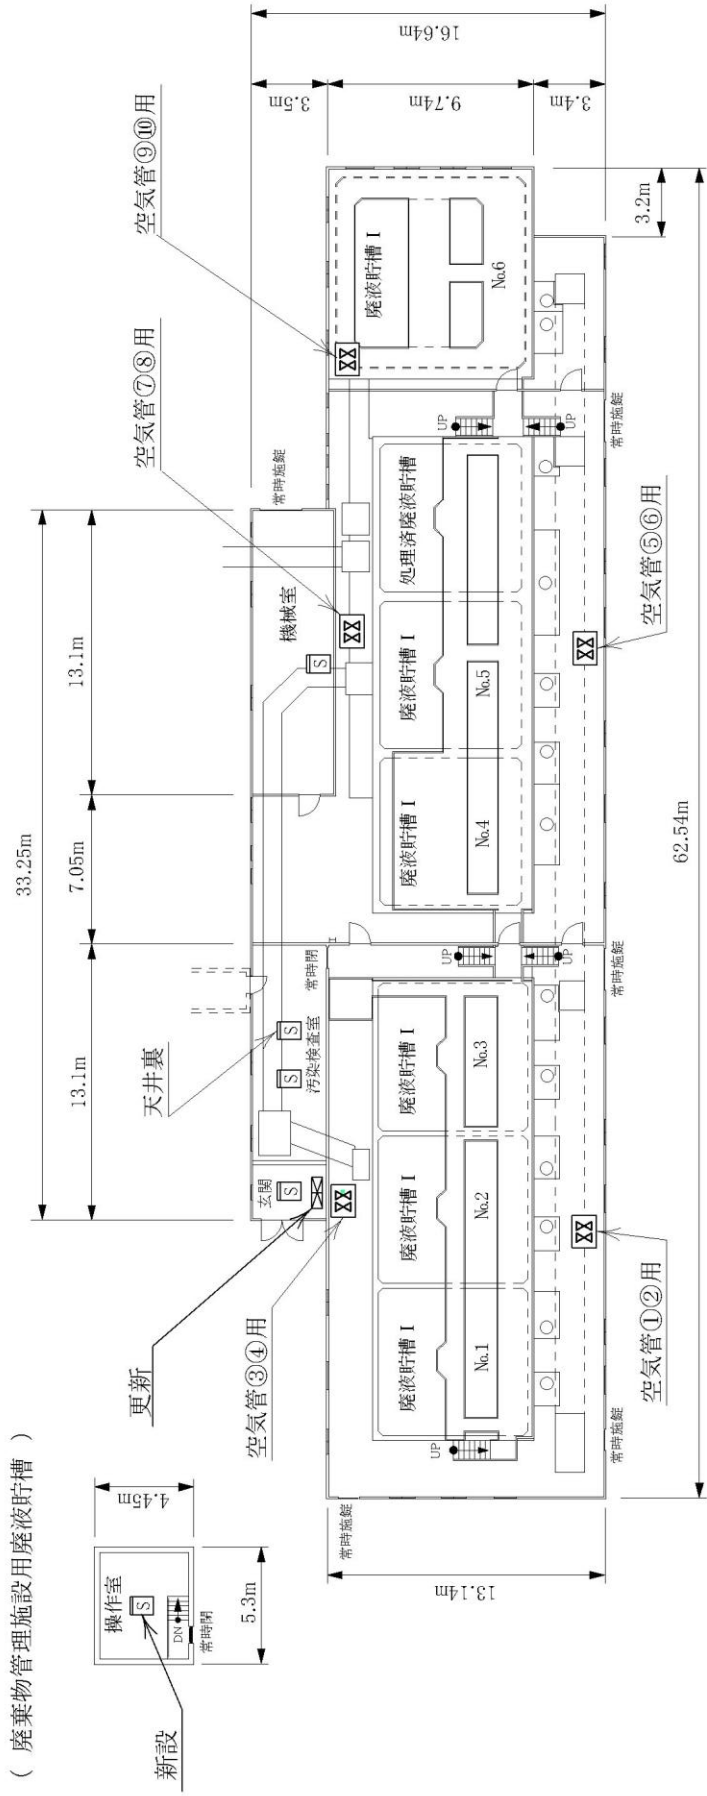 （ 廃棄物管理施設用廃液貯槽 ）
新設
操作室
S
DN
常時閉
4.45m
5.3m
33.25m
13.1m
7.05m
13.1m
更新
天井裏
空気管③④用
空気管⑦⑧用
空気管⑨⑩用
玄関
S
S
S
汚染検査室
常時閉
機械室
S
常時施錠
常時施錠
UP
廃液貯槽Ⅰ
No.1
廃液貯槽Ⅰ
No.2
廃液貯槽Ⅰ
No.3
UP
UP
廃液貯槽Ⅰ
No.4
廃液貯槽Ⅰ
No.5
処理済廃液貯槽
UP
UP
廃液貯槽Ⅰ
No.6
常時施錠
常時施錠
常時施錠
空気管①②用
空気管⑤⑥用
13.14m
62.54m
3.2m
3.5m
9.74m
3.4m
16.64m